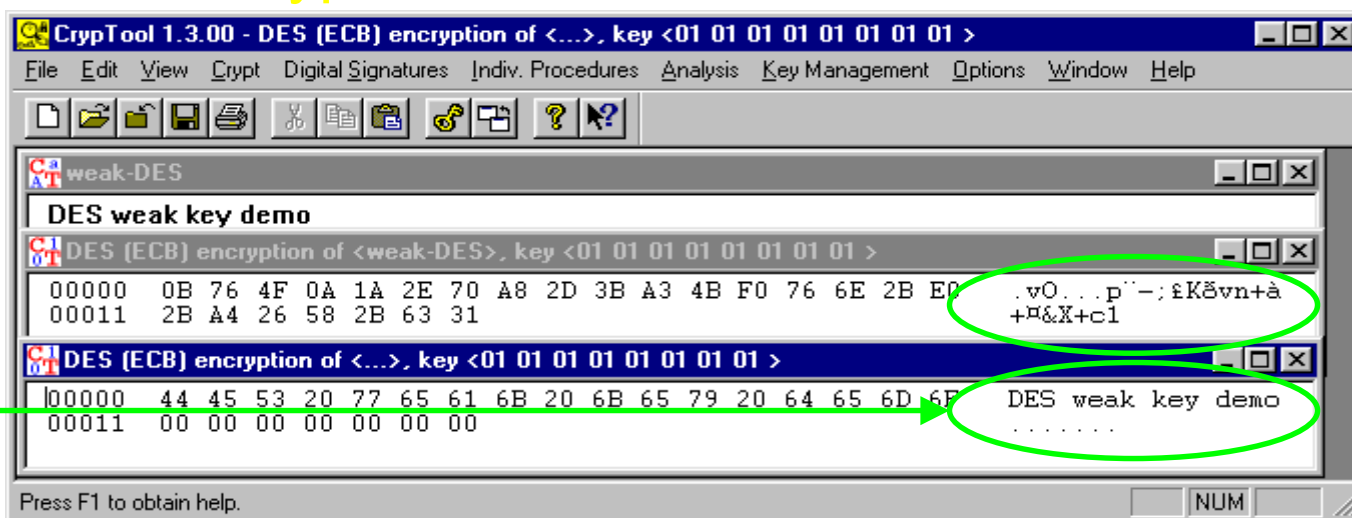 CrypTool 1.3.00 - DES (ECB) encryption of <...>, key <01 01 01 01 01 01 01 01 >
File Edit View Crypt Digital Signatures Indiv. Procedures Analysis Key Management Options Window Help
weak-DES
DES weak key demo
DES (ECB) encryption of <weak-DES>, key <01 01 01 01 01 01 01 01 >
00000 0B 76 4F 0A 1A 2E 70 A8 2D 3B A3 4B F0 76 6E 2B E0 .vO...p¨-;£Kðvn+à
00011 2B A4 26 58 2B 63 31 +¤&X+c1
DES (ECB) encryption of <...>, key <01 01 01 01 01 01 01 01 >
00000 44 45 53 20 77 65 61 6B 20 6B 65 79 20 64 65 6D 6F DES weak key demo
00011 00 00 00 00 00 00 00 .......
Press F1 to obtain help. NUM